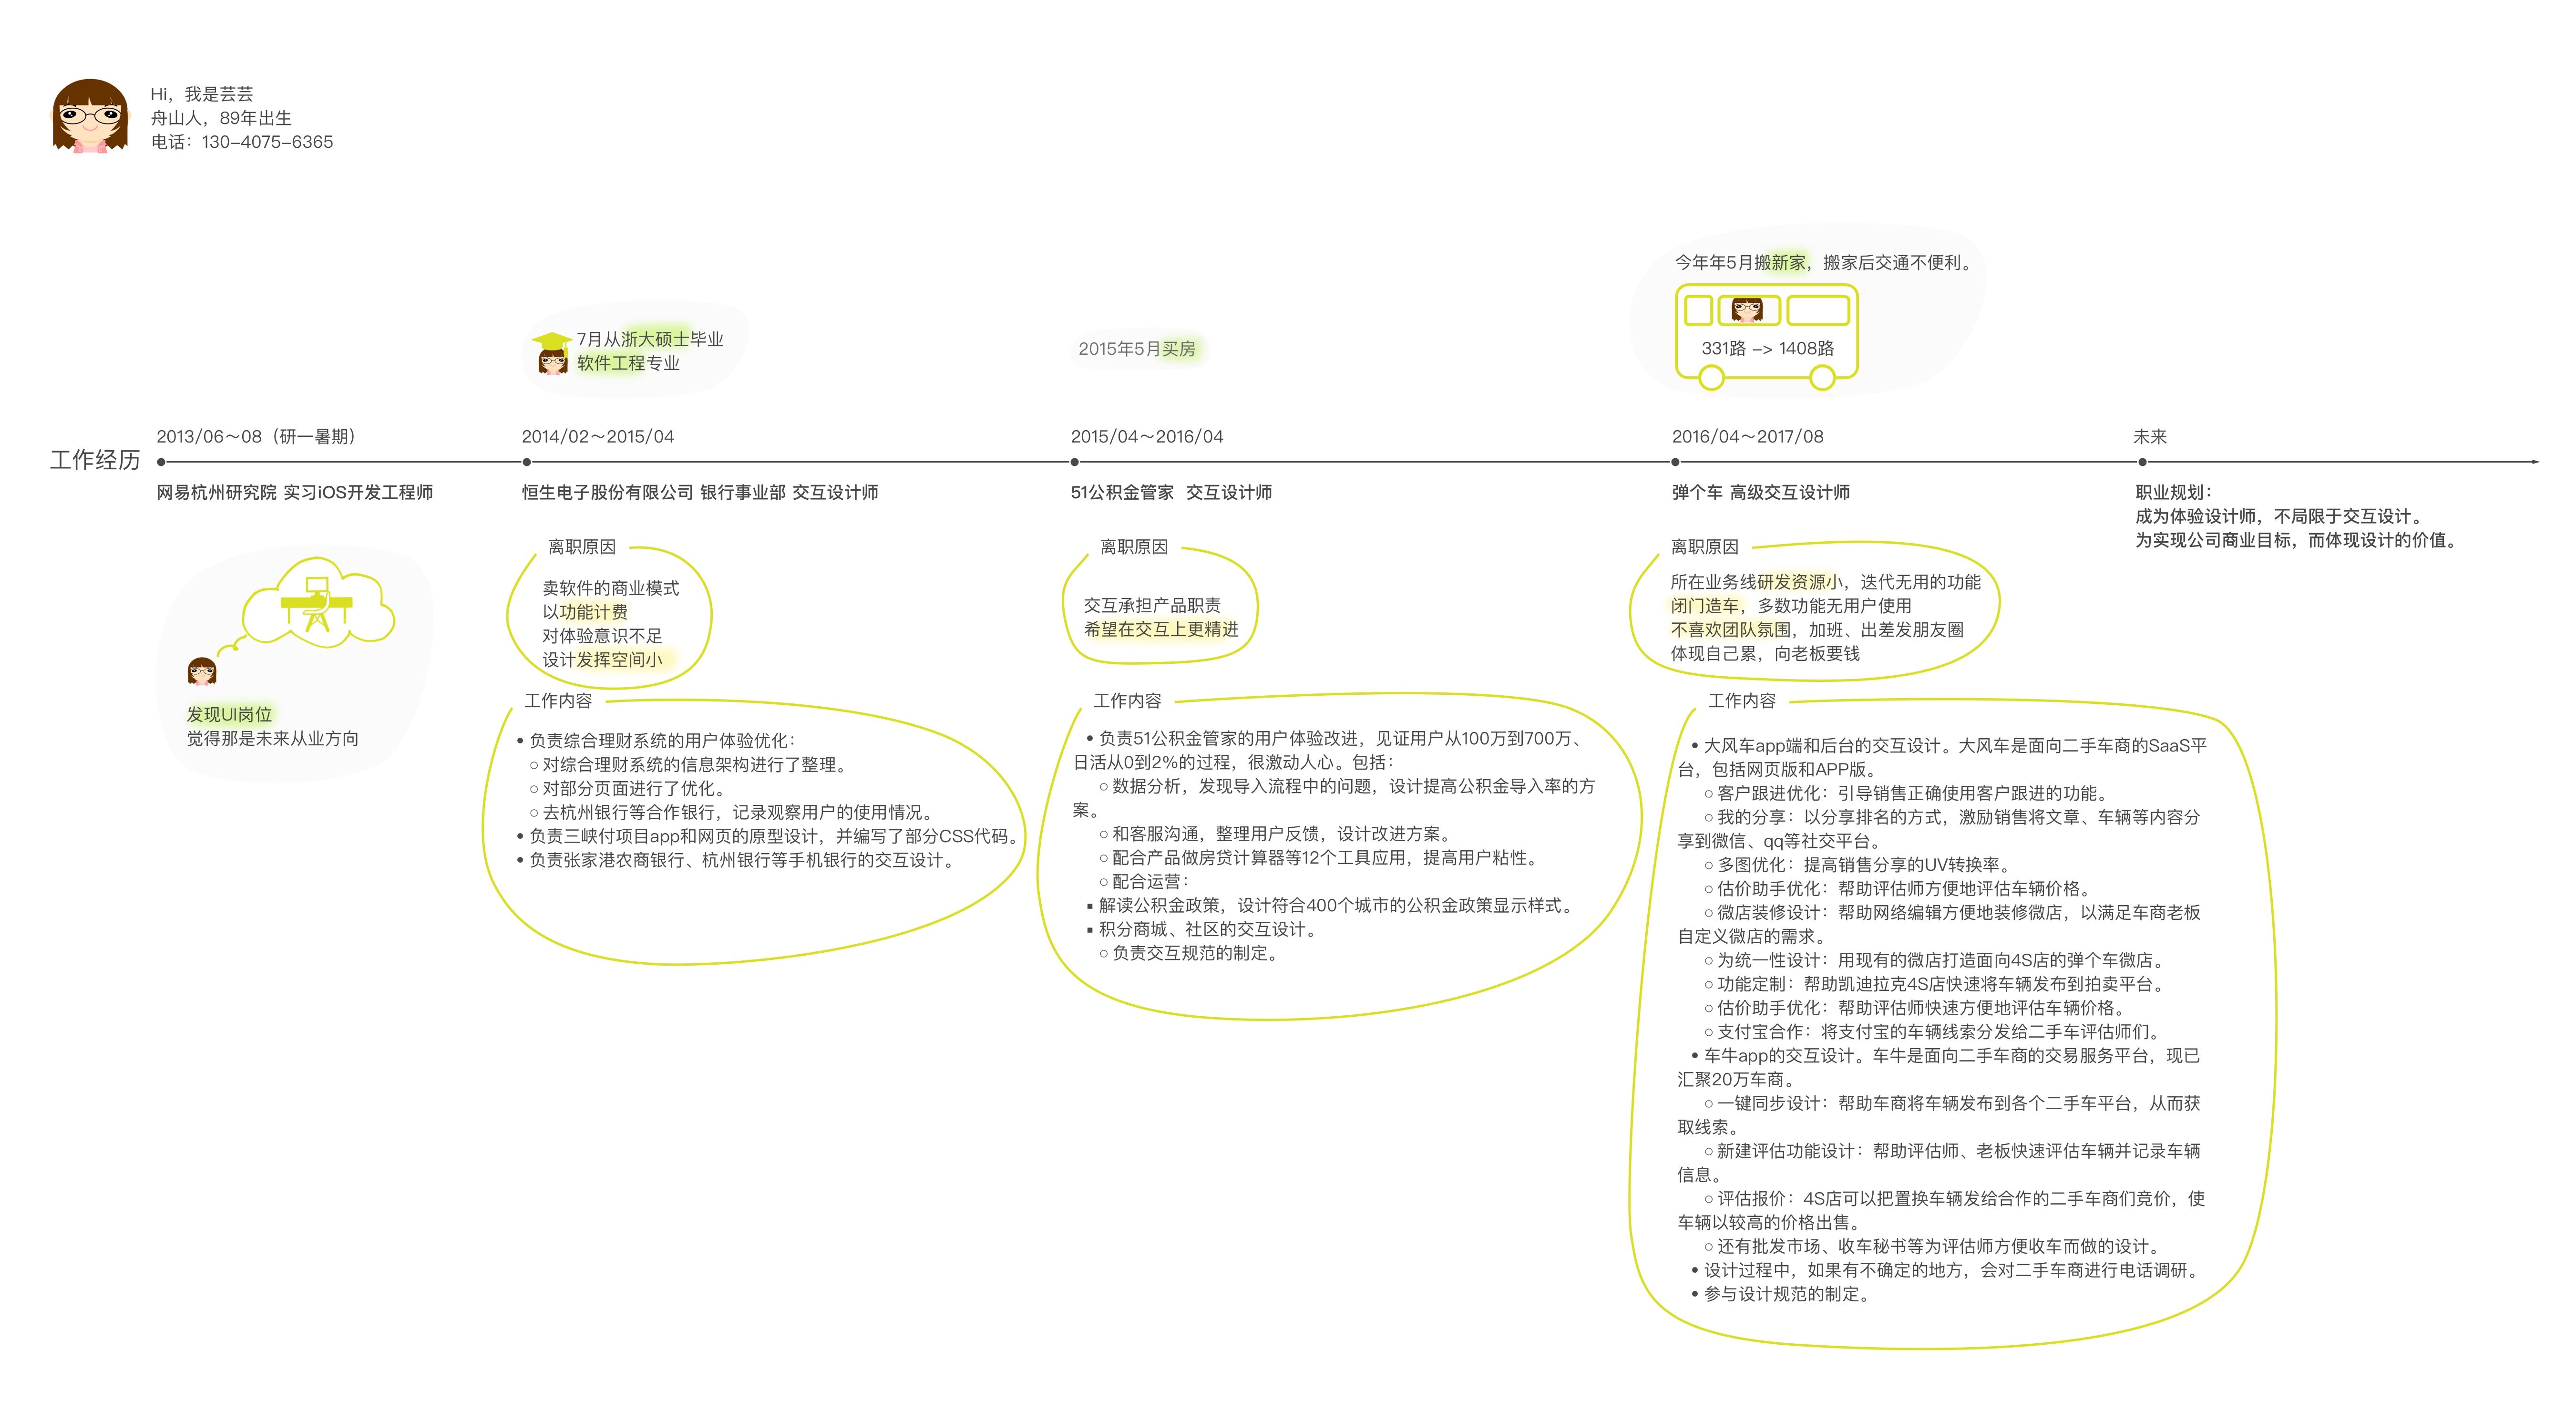 Hi，我是芸芸
舟山人，89年出生
电话：130-4075-6365
今年年5月搬新家，搬家后交通不便利。
331路 -> 1408路
7月从浙大硕士毕业
软件工程专业
2015年5月买房
工作经历
2013/06～08（研一暑期）
2014/02～2015/04
2015/04～2016/04
2016/04～2017/08
未来
网易杭州研究院 实习iOS开发工程师
发现UI岗位
觉得那是未来从业方向
恒生电子股份有限公司 银行事业部 交互设计师
离职原因
卖软件的商业模式
以功能计费
对体验意识不足
设计发挥空间小
工作内容
• 负责综合理财系统的用户体验优化：
○ 对综合理财系统的信息架构进行了整理。
○ 对部分页面进行了优化。
○ 去杭州银行等合作银行，记录观察用户的使用情况。
• 负责三峡付项目app和网页的原型设计，并编写了部分CSS代码。
• 负责张家港农商银行、杭州银行等手机银行的交互设计。
51公积金管家 交互设计师
离职原因
交互承担产品职责
希望在交互上更精进
工作内容
• 负责51公积金管家的用户体验改进，见证用户从100万到700万、
日活从0到2%的过程，很激动人心。包括：
○ 数据分析，发现导入流程中的问题，设计提高公积金导入率的方
案。
○ 和客服沟通，整理用户反馈，设计改进方案。
○ 配合产品做房贷计算器等12个工具应用，提高用户粘性。
○ 配合运营：
▪ 解读公积金政策，设计符合400个城市的公积金政策显示样式。
▪ 积分商城、社区的交互设计。
○ 负责交互规范的制定。
弹个车 高级交互设计师
离职原因
所在业务线研发资源小，迭代无用的功能
闭门造车，多数功能无用户使用
不喜欢团队氛围，加班、出差发朋友圈
体现自己累，向老板要钱
工作内容
• 大风车app端和后台的交互设计。大风车是面向二手车商的SaaS平
台，包括网页版和APP版。
○ 客户跟进优化：引导销售正确使用客户跟进的功能。
○ 我的分享：以分享排名的方式，激励销售将文章、车辆等内容分
享到微信、qq等社交平台。
○ 多图优化：提高销售分享的UV转换率。
○ 估价助手优化：帮助评估师方便地评估车辆价格。
○ 微店装修设计：帮助网络编辑方便地装修微店，以满足车商老板
自定义微店的需求。
○ 为统一性设计：用现有的微店打造面向4S店的弹个车微店。
○ 功能定制：帮助凯迪拉克4S店快速将车辆发布到拍卖平台。
○ 估价助手优化：帮助评估师快速方便地评估车辆价格。
○ 支付宝合作：将支付宝的车辆线索分发给二手车评估师们。
• 车牛app的交互设计。车牛是面向二手车商的交易服务平台，现已
汇聚20万车商。
○ 一键同步设计：帮助车商将车辆发布到各个二手车平台，从而获
取线索。
○ 新建评估功能设计：帮助评估师、老板快速评估车辆并记录车辆
信息。
○ 评估报价：4S店可以把置换车辆发给合作的二手车商们竞价，使
车辆以较高的价格出售。
○ 还有批发市场、收车秘书等为评估师方便收车而做的设计。
• 设计过程中，如果有不确定的地方，会对二手车商进行电话调研。
• 参与设计规范的制定。
职业规划：
成为体验设计师，不局限于交互设计。
为实现公司商业目标，而体现设计的价值。